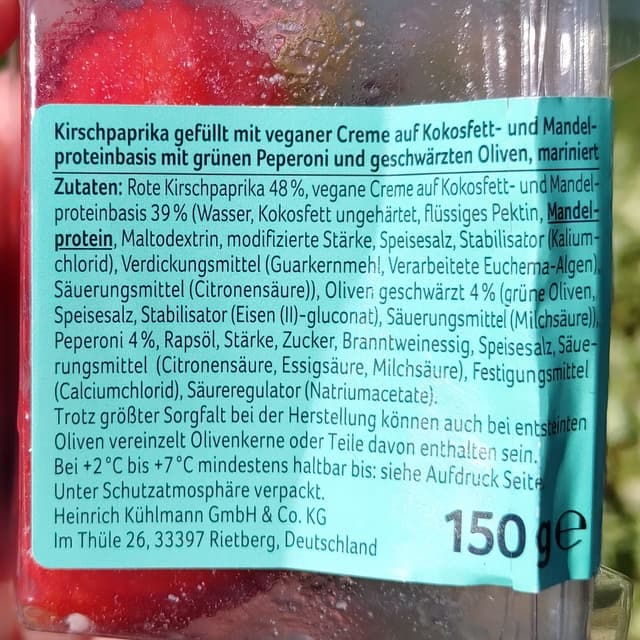 Kirschpaprika gefüllt mit veganer Creme auf Kokosfett- und Mandel-
proteinbasis mit grünen Peperoni und geschwärzten Oliven, mariniert
Zutaten: Rote Kirschpaprika 48 %, vegane Creme auf Kokosfett- und Mandel-
proteinbasis 39 % (Wasser, Kokosfett ungehärtet, flüssiges Pektin, Mandel-
protein, Maltodextrin, modifizierte Stärke, Speisesalz, Stabilisator (Kalium-
chlorid), Verdickungsmittel (Guarkernmehl, Verarbeitete Euchema-Algen),
Säuerungsmittel (Citronensäure)), Oliven geschwärzt 4 % (grüne Oliven,
Speisesalz, Stabilisator (Eisen (II)-gluconat), Säuerungsmittel (Milchsäure)),
Peperoni 4 %, Rapsöl, Stärke, Zucker, Branntweinessig, Speisesalz, Säue-
rungsmittel (Citronensäure, Essigsäure, Milchsäure), Festigungsmittel
(Calciumchlorid), Säureregulator (Natriumacetate).
Trotz größter Sorgfalt bei der Herstellung können auch bei entsteinten
Oliven vereinzelt Olivenkerne oder Teile davon enthalten sein.
Bei +2 °C bis +7 °C mindestens haltbar bis: siehe Aufdruck Seite
Unter Schutzatmosphäre verpackt.
Heinrich Kühlmann GmbH & Co. KG
Im Thüle 26, 33397 Rietberg, Deutschland
150 g e